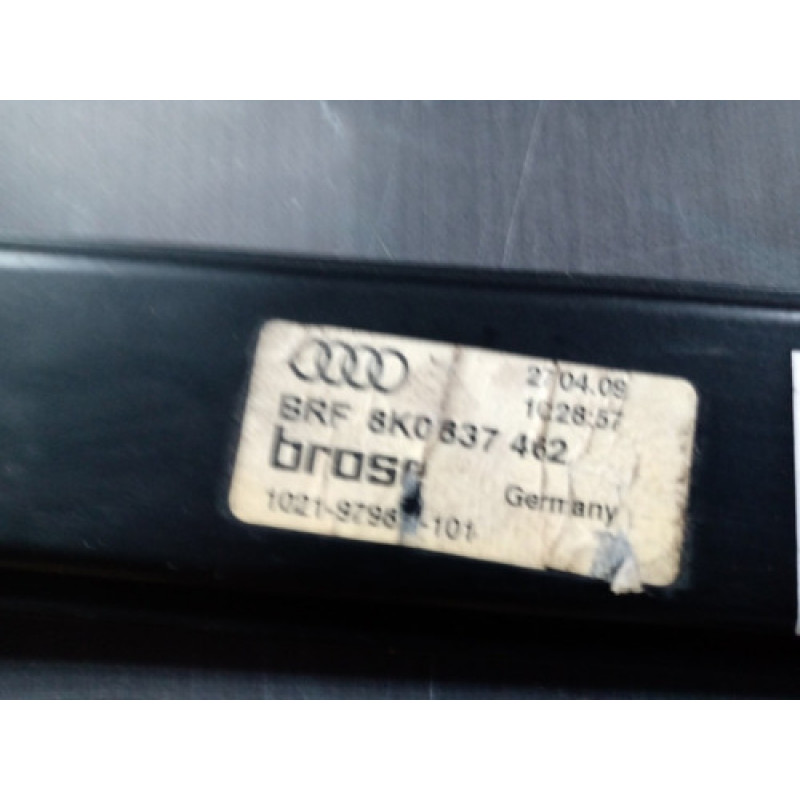 27.04.09
10:28:57
BRF 8K0 837 462
brose
Germany
-101